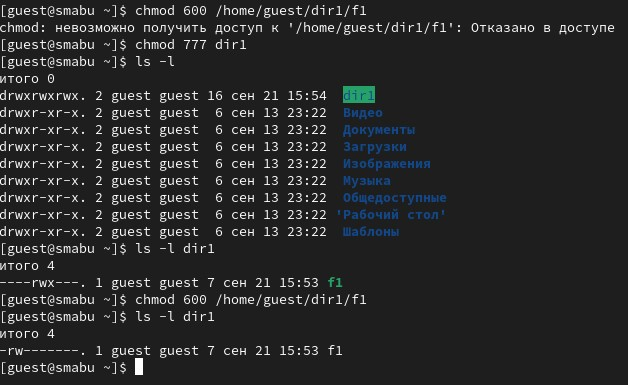 [guest@smabu ~]$ chmod 600 /home/guest/dir1/f1
chmod: невозможно получить доступ к '/home/guest/dir1/f1': Отказано в доступе
[guest@smabu ~]$ chmod 777 dir1
[guest@smabu ~]$ ls -l
итого 0
drwxrwxrwx. 2 guest guest 16 сен 21 15:54  dir1
drwxr-xr-x. 2 guest guest  6 сен 13 23:22  Видео
drwxr-xr-x. 2 guest guest  6 сен 13 23:22  Документы
drwxr-xr-x. 2 guest guest  6 сен 13 23:22  Загрузки
drwxr-xr-x. 2 guest guest  6 сен 13 23:22  Изображения
drwxr-xr-x. 2 guest guest  6 сен 13 23:22  Музыка
drwxr-xr-x. 2 guest guest  6 сен 13 23:22  Общедоступные
drwxr-xr-x. 2 guest guest  6 сен 13 23:22 'Рабочий стол'
drwxr-xr-x. 2 guest guest  6 сен 13 23:22  Шаблоны
[guest@smabu ~]$ ls -l dir1
итого 4
----rwx---. 1 guest guest 7 сен 21 15:53 f1
[guest@smabu ~]$ chmod 600 /home/guest/dir1/f1
[guest@smabu ~]$ ls -l dir1
итого 4
-rw-------. 1 guest guest 7 сен 21 15:53 f1
[guest@smabu ~]$